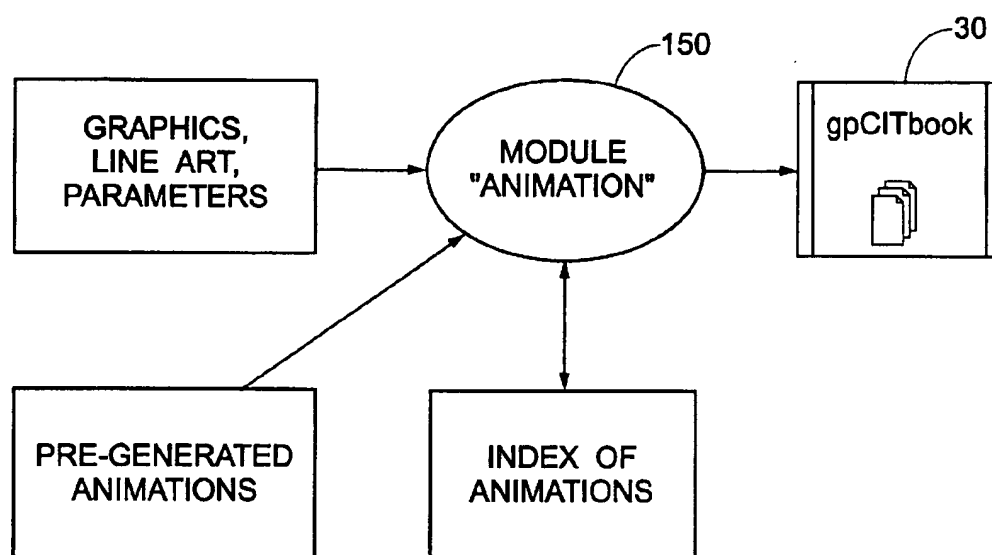 150
30
GRAPHICS,
LINE ART,
PARAMETERS
MODULE
"ANIMATION"
gpCITbook
PRE-GENERATED
ANIMATIONS
INDEX OF
ANIMATIONS